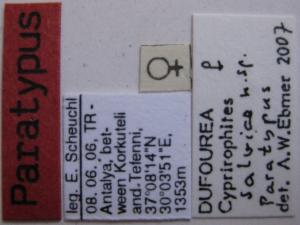 Paratypus
leg. E. Scheuchl
08. 06. 06, TR -
Antalya, bet-
ween Korkuteli
and Tefenni,
37°08'14"N
30°03'51"E,
1353m
♀
DUFOUREA ♀
Cyprirophites
salviae n.sp.
Paratypus
det. A.W. Ebmer 2007